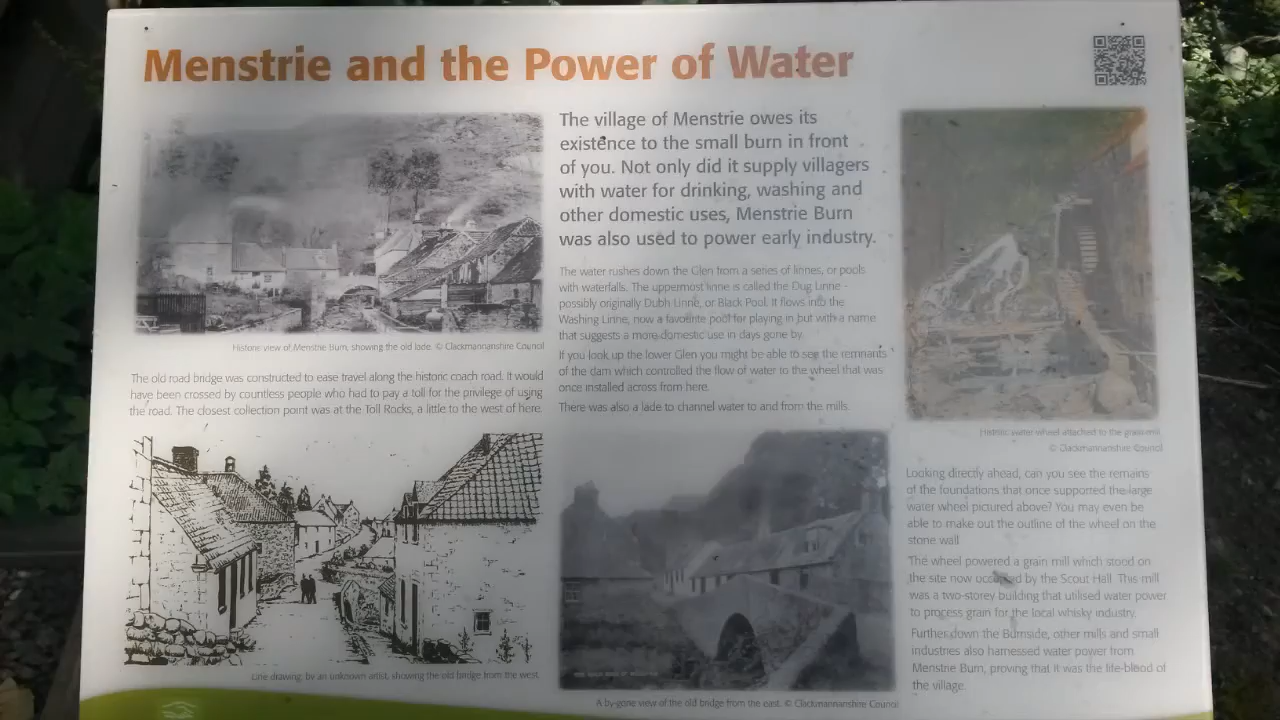 Menstrie and the Power of Water
Historic view of Menstrie Burn, showing the old lade. © Clackmannanshire Council
The old road bridge was constructed to ease travel along the historic coach road. It would
have been crossed by countless people who had to pay a toll for the privilege of using
the road. The closest collection point was at the Toll Rocks, a little to the west of here.
Line drawing, by an unknown artist, showing the old bridge from the west.
The village of Menstrie owes its
existence to the small burn in front
of you. Not only did it supply villagers
with water for drinking, washing and
other domestic uses, Menstrie Burn
was also used to power early industry.
The water rushes down the Glen from a series of linnes, or pools
with waterfalls. The uppermost linne is called the Dug Linne -
possibly originally Dubh Linne, or Black Pool. It flows into the
Washing Linne, now a favourite pool for playing in but with a name
that suggests a more domestic use in days gone by.
If you look up the lower Glen you might be able to see the remnants
of the dam which controlled the flow of water to the wheel that was
once installed across from here.
There was also a lade to channel water to and from the mills.
A by-gone view of the old bridge from the east. © Clackmannanshire Council
Historic water wheel attached to the grain mill.
© Clackmannanshire Council
Looking directly ahead, can you see the remains
of the foundations that once supported the large
water wheel pictured above? You may even be
able to make out the outline of the wheel on the
stone wall.
The wheel powered a grain mill which stood on
the site now occupied by the Scout Hall. This mill
was a two-storey building that utilised water power
to process grain for the local whisky industry.
Further down the Burnside, other mills and small
industries also harnessed water power from
Menstrie Burn, proving that it was the life-blood of
the village.